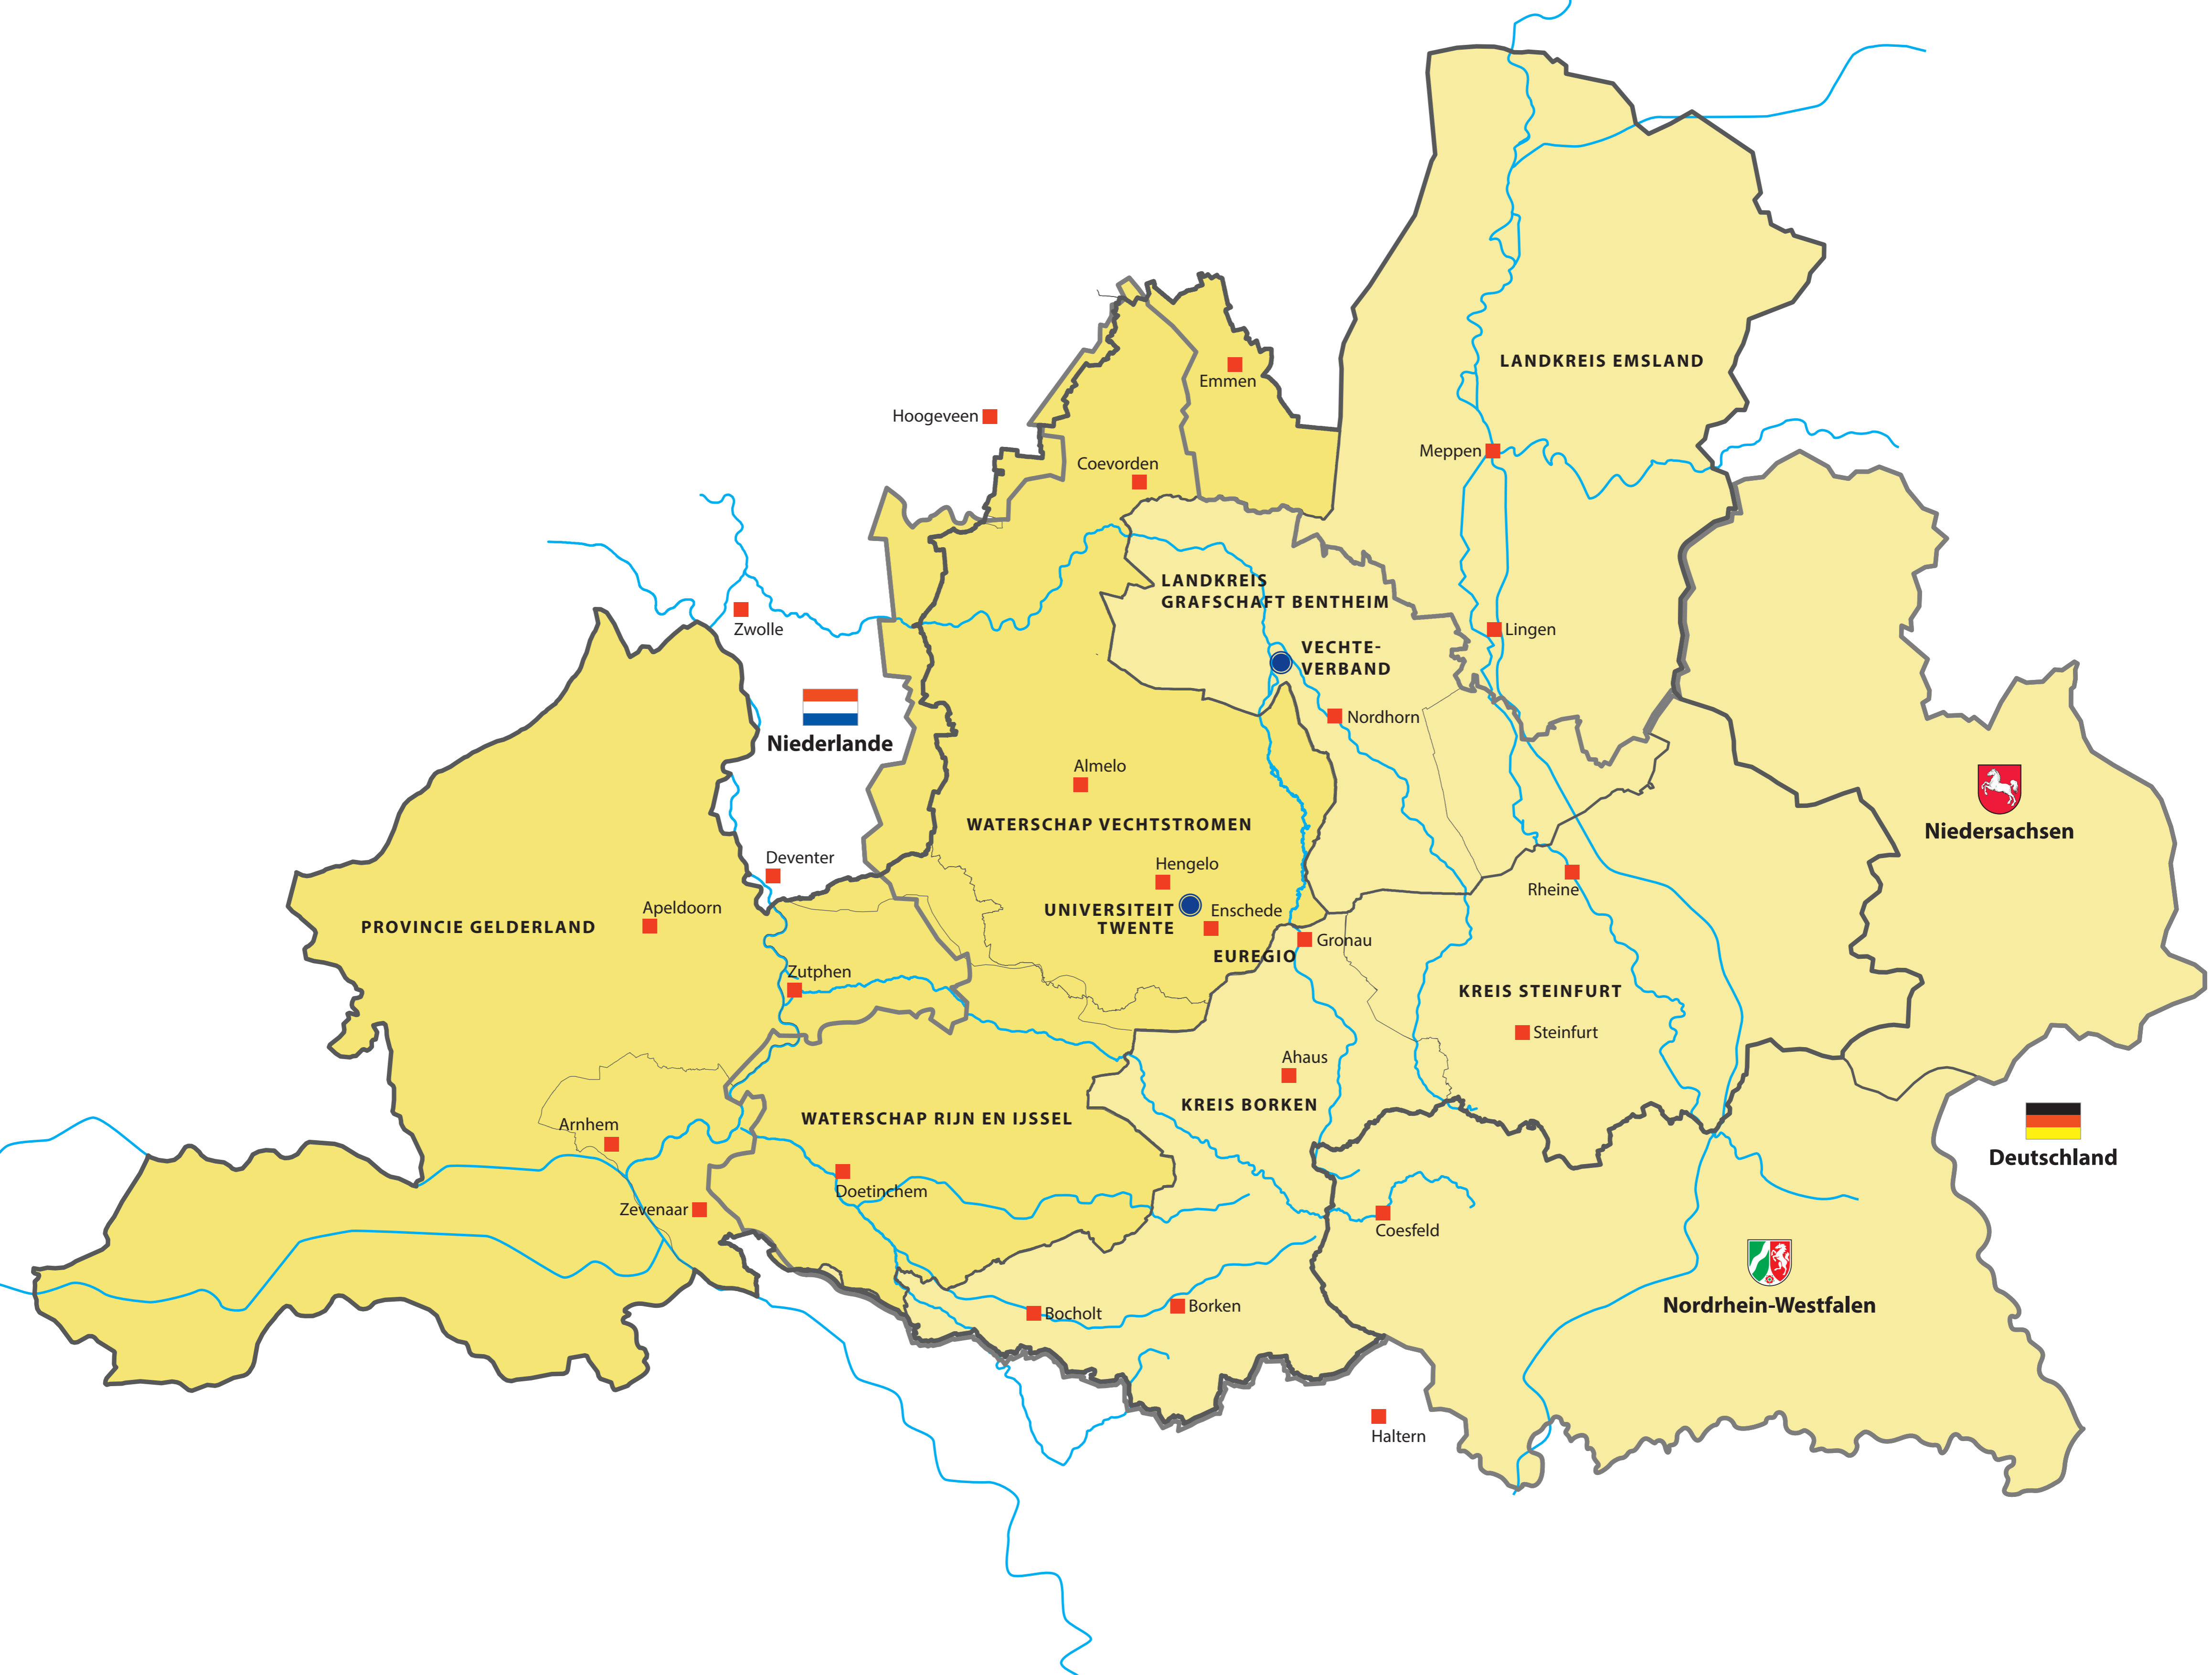 LANDKREIS EMSLAND
Emmen
Hoogeveen
Meppen
Coevorden
LANDKREIS
GRAFSCHAFT BENTHEIM
Zwolle
Lingen
VECHTE-
VERBAND
Nordhorn
Niederlande
Almelo
WATERSCHAP VECHTSTROMEN
Niedersachsen
Deventer
Hengelo
Rheine
Apeldoorn
PROVINCIE GELDERLAND
UNIVERSITEIT
TWENTE
Enschede
Gronau
EUREGIO
Zutphen
KREIS STEINFURT
Steinfurt
Ahaus
KREIS BORKEN
WATERSCHAP RIJN EN IJSSEL
Arnhem
Deutschland
Doetinchem
Zevenaar
Coesfeld
Nordrhein-Westfalen
Bocholt
Borken
Haltern